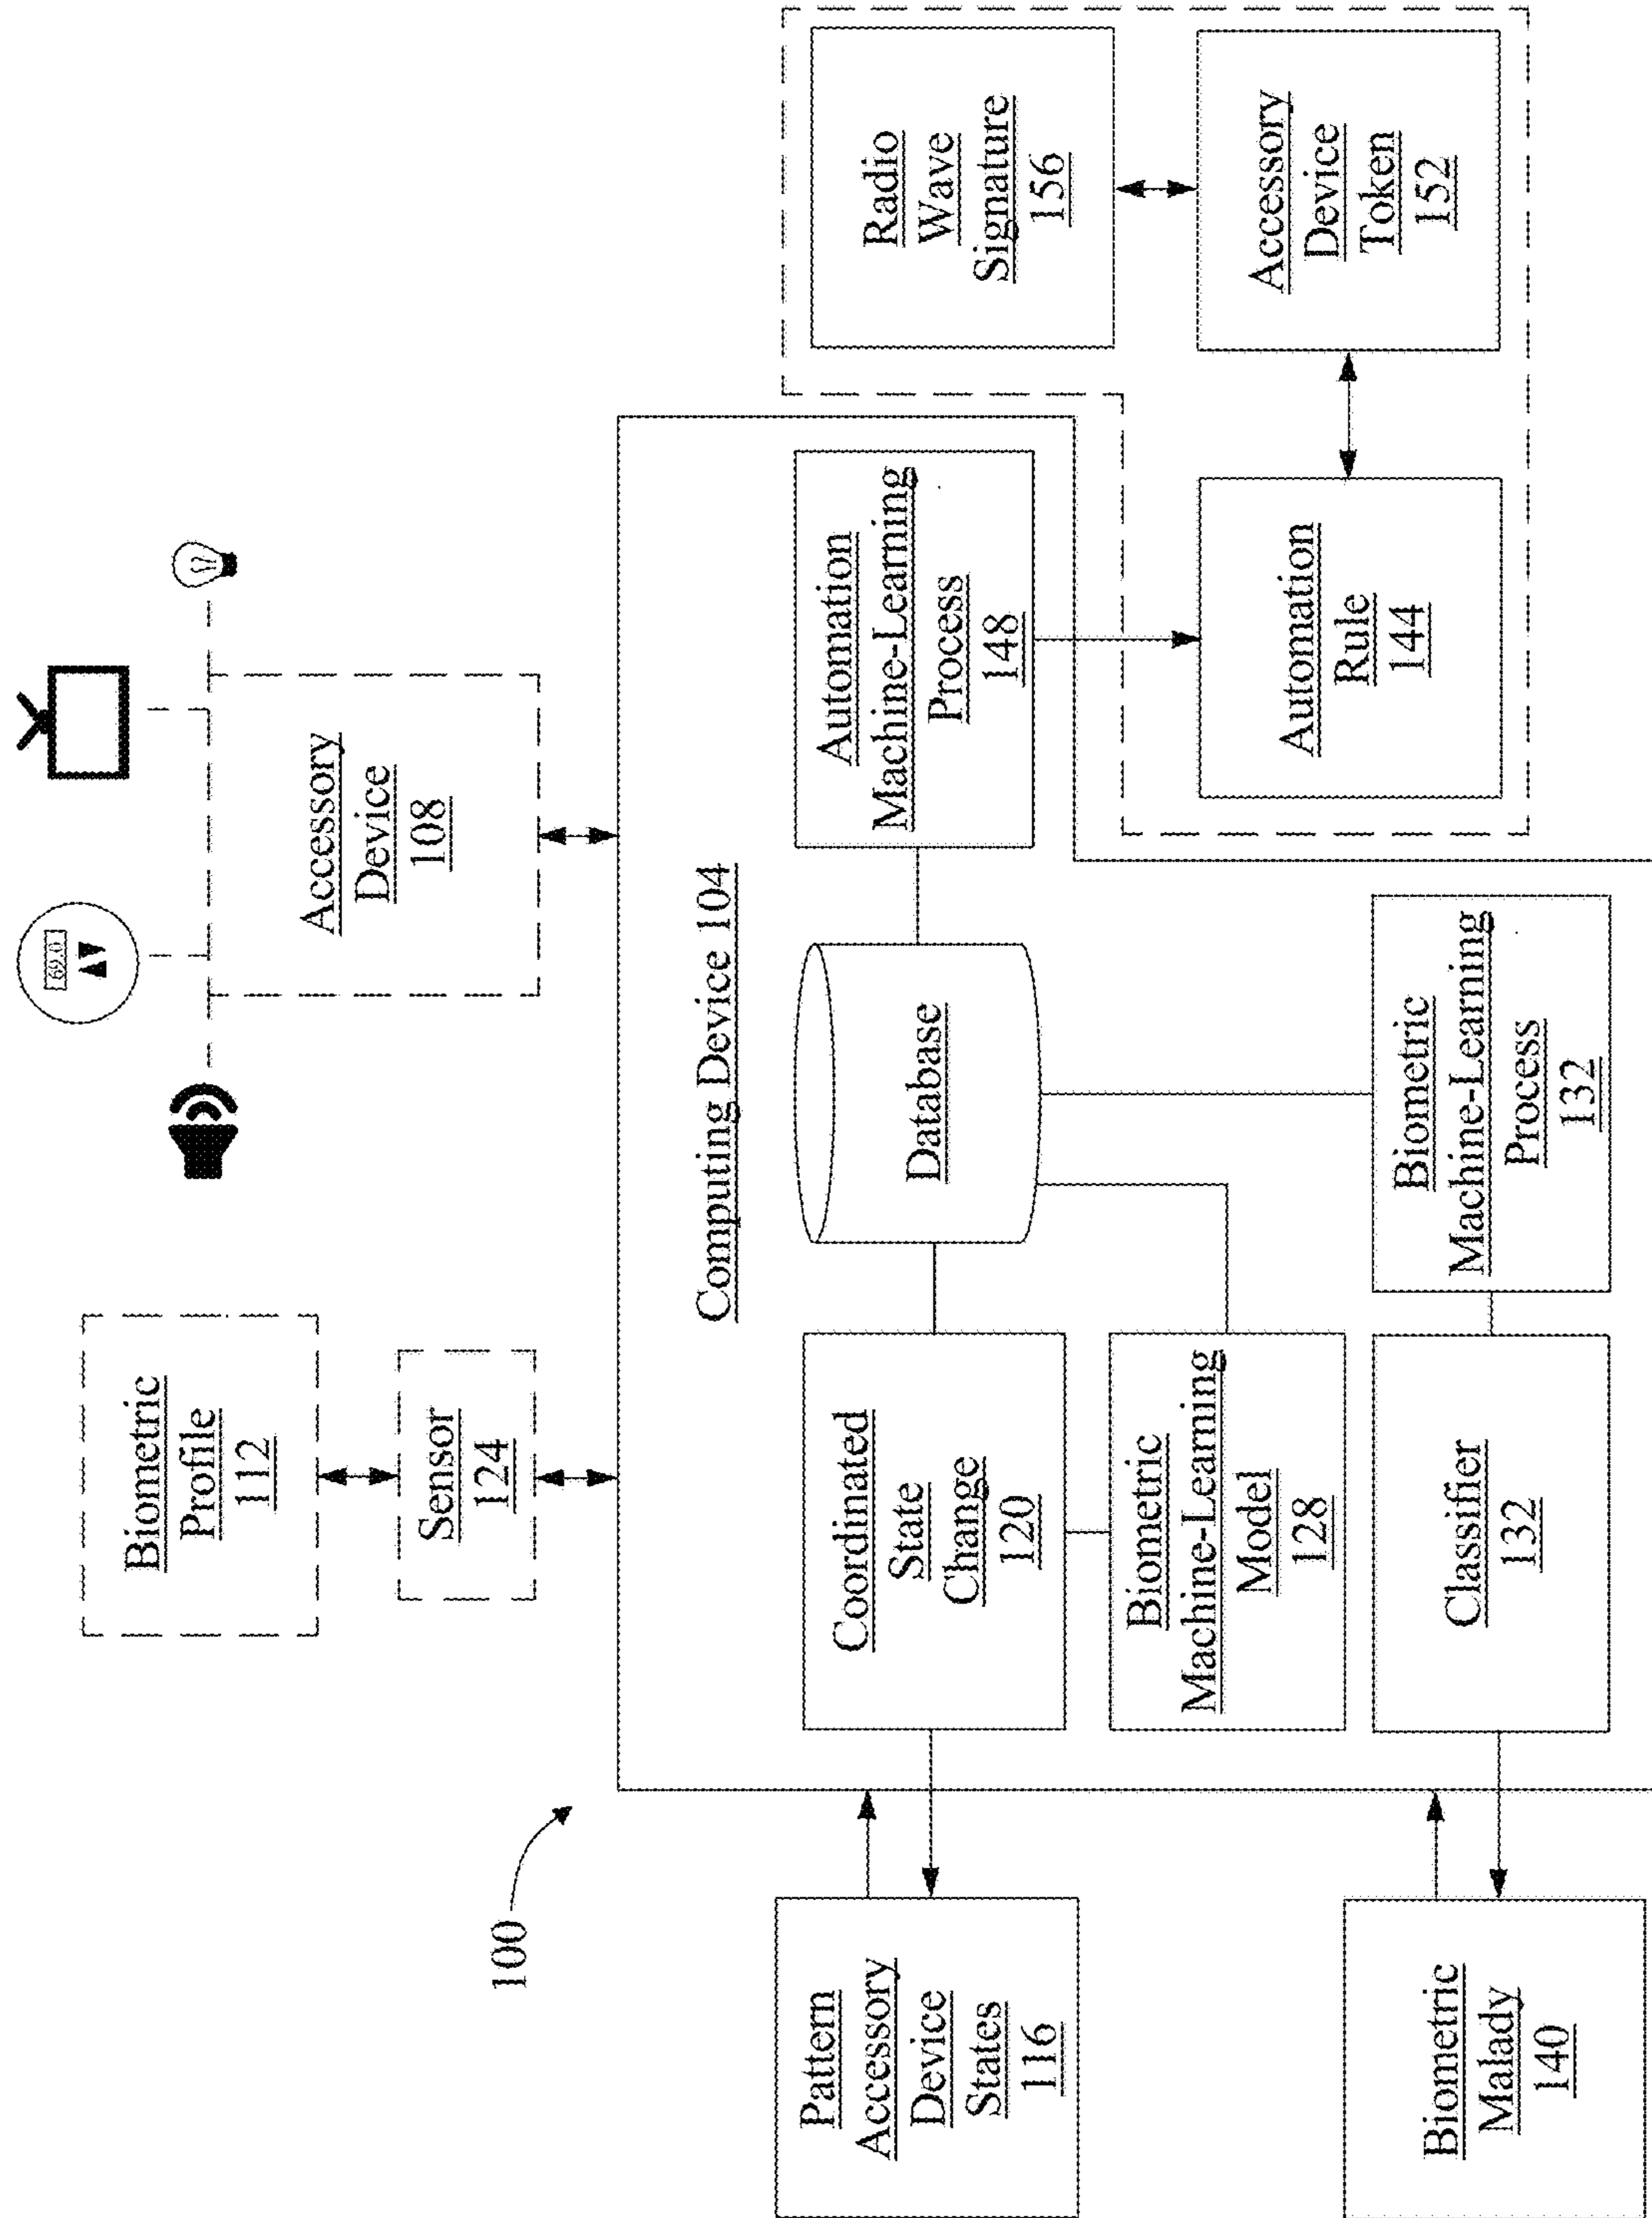 100
Biometric
Profile
112
Sensor
124
69.0
Accessory
Device
108
Computing Device 104
Pattern
Accessory
Device
States
116
Coordinated
State
Change
120
Database
Automation
Machine-Learning
Process
148
Radio
Wave
Signature
156
Biometric
Machine-Learning
Model
128
Automation
Rule
144
Accessory
Device
Token
152
Biometric
Malady
140
Classifier
132
Biometric
Machine-Learning
Process
132